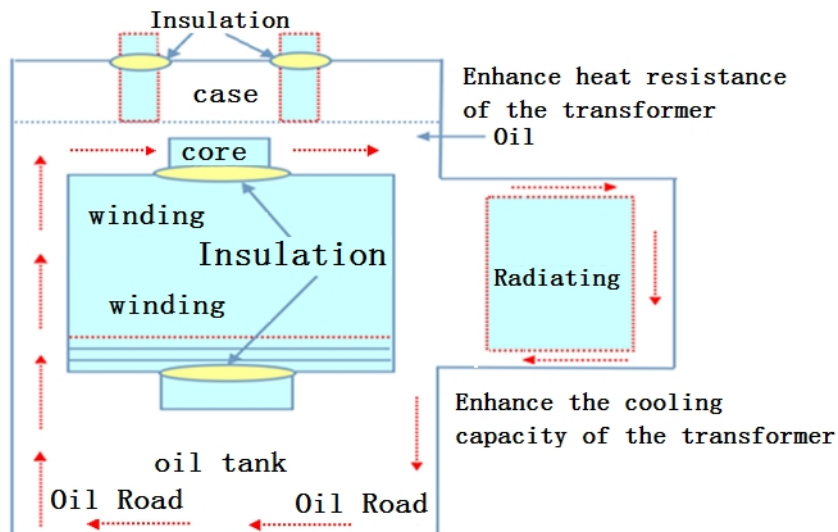 Insulation
case
Enhance heat resistance
of the transformer
Oil
core
winding
Insulation
winding
Radiating
Enhance the cooling
capacity of the transformer
oil tank
Oil Road
Oil Road